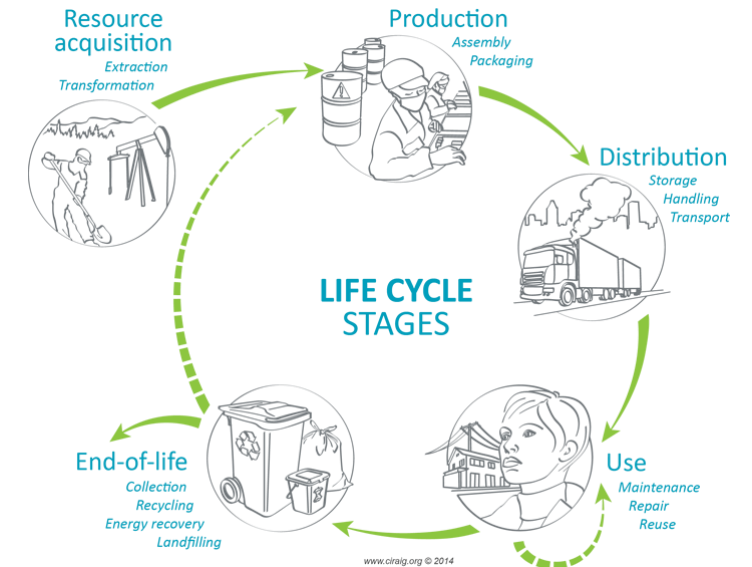 Resource
acquisition
Extraction
Transformation
Production
Assembly
Packaging
Distribution
Storage
Handling
Transport
LIFE CYCLE
STAGES
End-of-life
Collection
Recycling
Energy recovery
Landfilling
Use
Maintenance
Repair
Reuse
www.ciraig.org © 2014